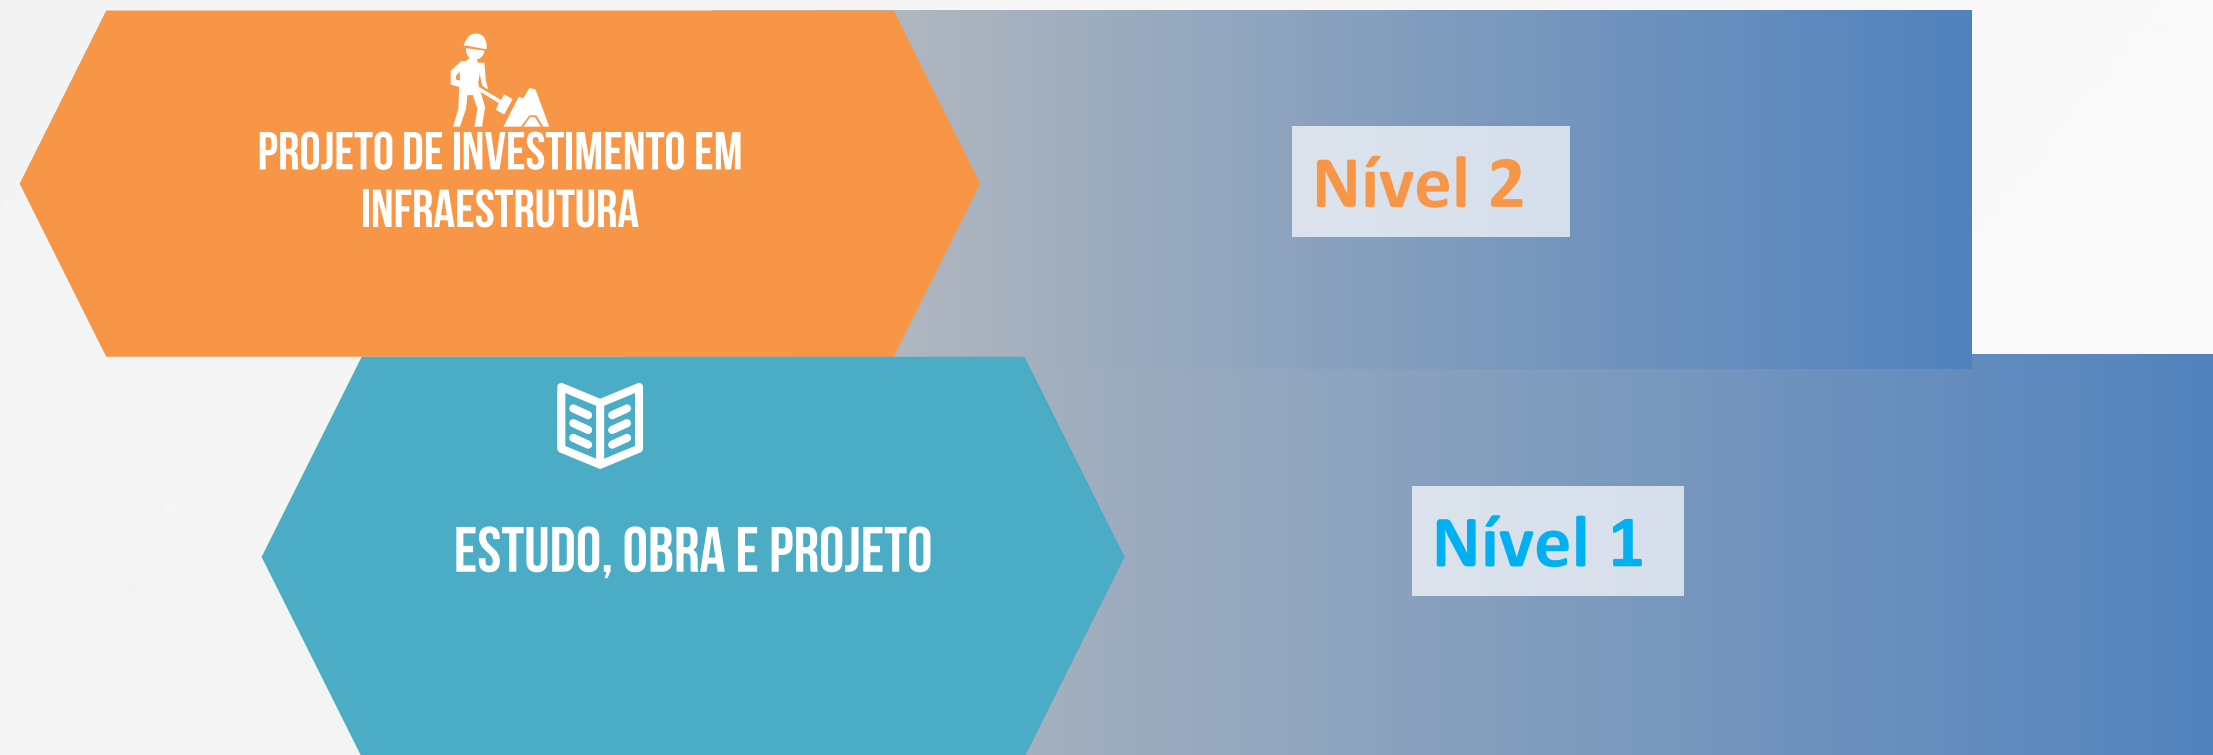 PROJETO DE INVESTIMENTO EM
INFRAESTRUTURA
Nível 2
ESTUDO, OBRA E PROJETO
Nível 1